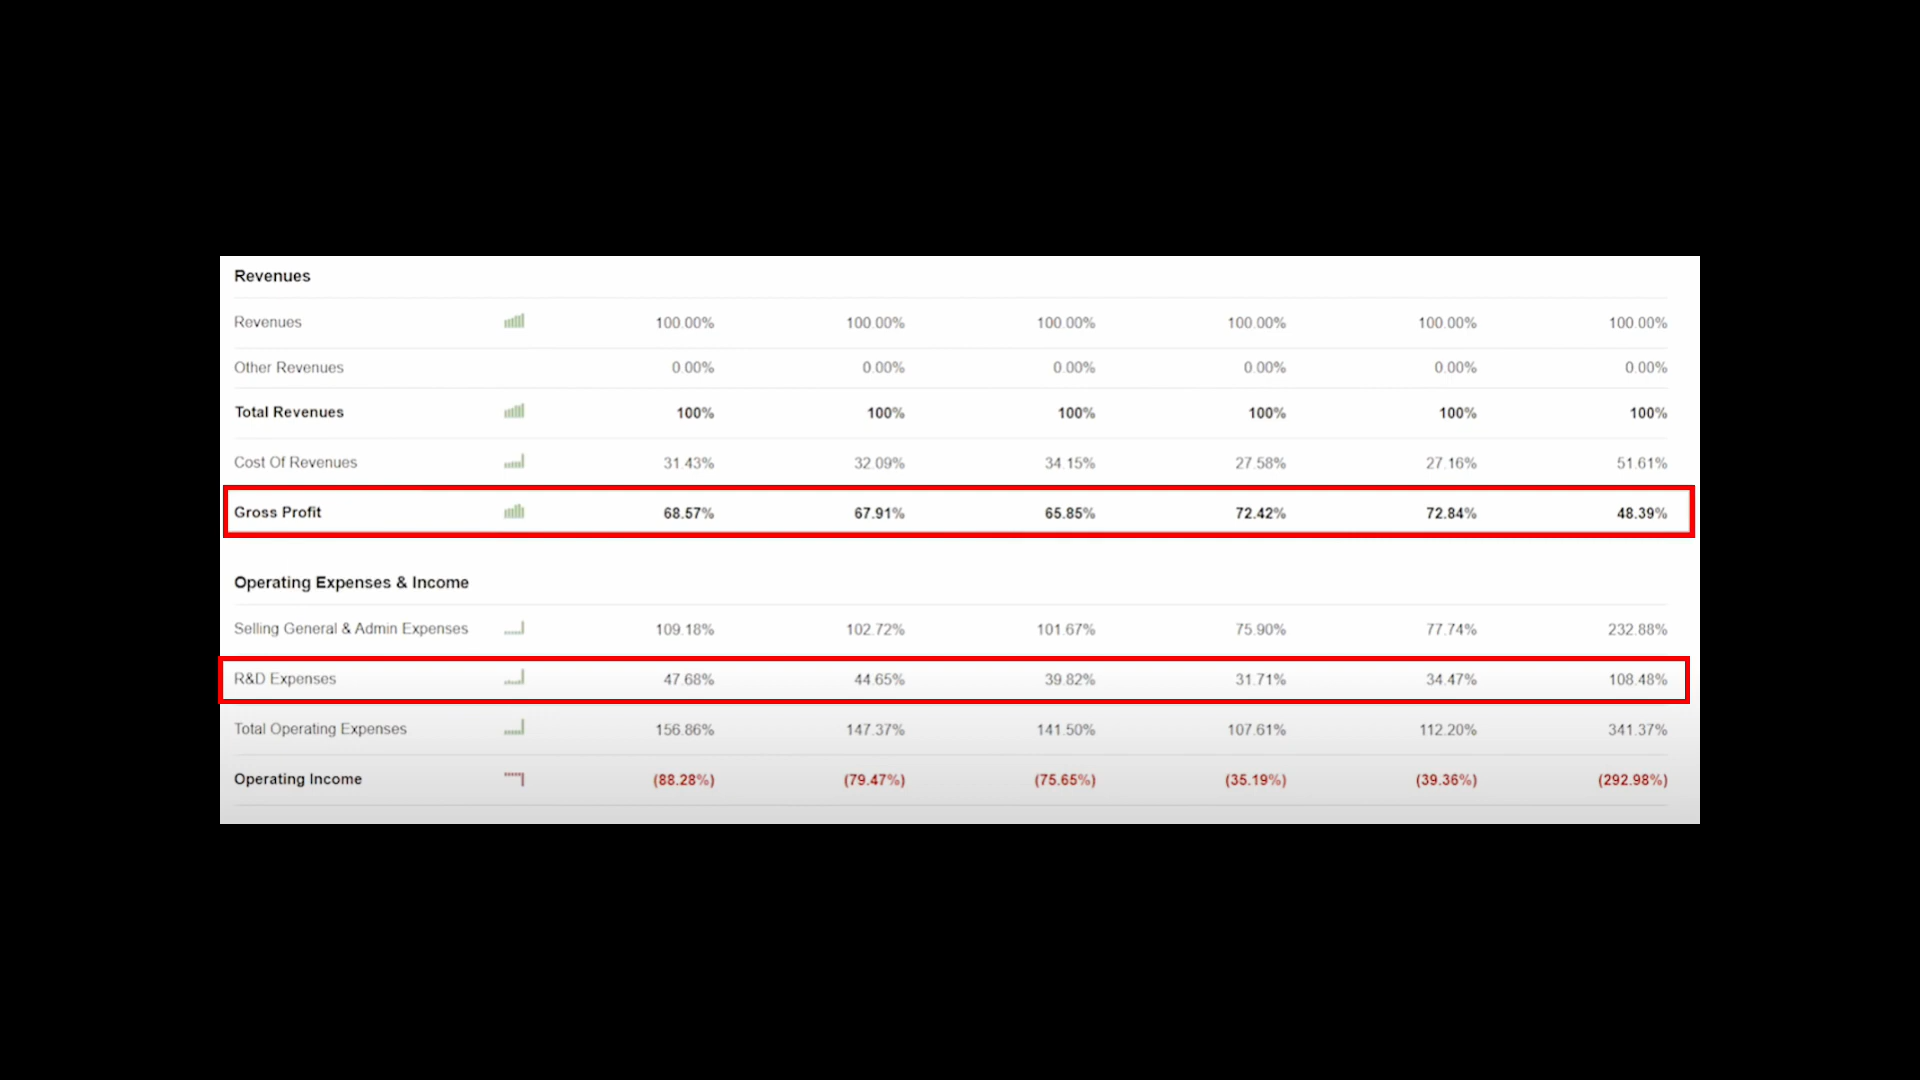 Revenues
Revenues 100.00% 100.00% 100.00% 100.00% 100.00% 100.00%
Other Revenues 0.00% 0.00% 0.00% 0.00% 0.00% 0.00%
Total Revenues 100% 100% 100% 100% 100% 100%
Cost Of Revenues 31.43% 32.09% 34.15% 27.58% 27.16% 51.61%
Gross Profit 68.57% 67.91% 65.85% 72.42% 72.84% 48.39%
Operating Expenses & Income
Selling General & Admin Expenses 109.18% 102.72% 101.67% 75.90% 77.74% 232.88%
R&D Expenses 47.68% 44.65% 39.82% 31.71% 34.47% 108.48%
Total Operating Expenses 156.86% 147.37% 141.50% 107.61% 112.20% 341.37%
Operating Income (88.28%) (79.47%) (75.65%) (35.19%) (39.36%) (292.98%)